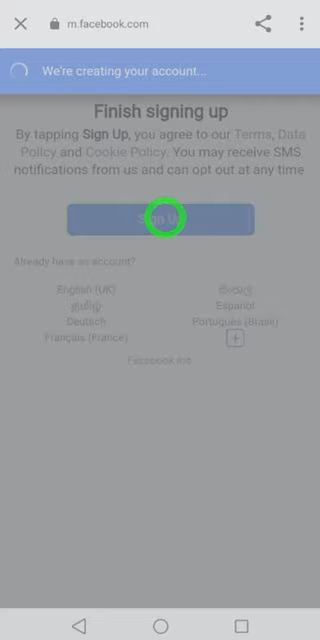 m.facebook.com
We're creating your account...
Finish signing up
By tapping Sign Up, you agree to our Terms, Data
Policy and Cookie Policy. You may receive SMS
notifications from us and can opt out at any time
Sign Up
Already have an account?
English (UK)
සිංහල
தமிழ்
Español
Deutsch
Português (Brasil)
Français (France)
Facebook Inc.